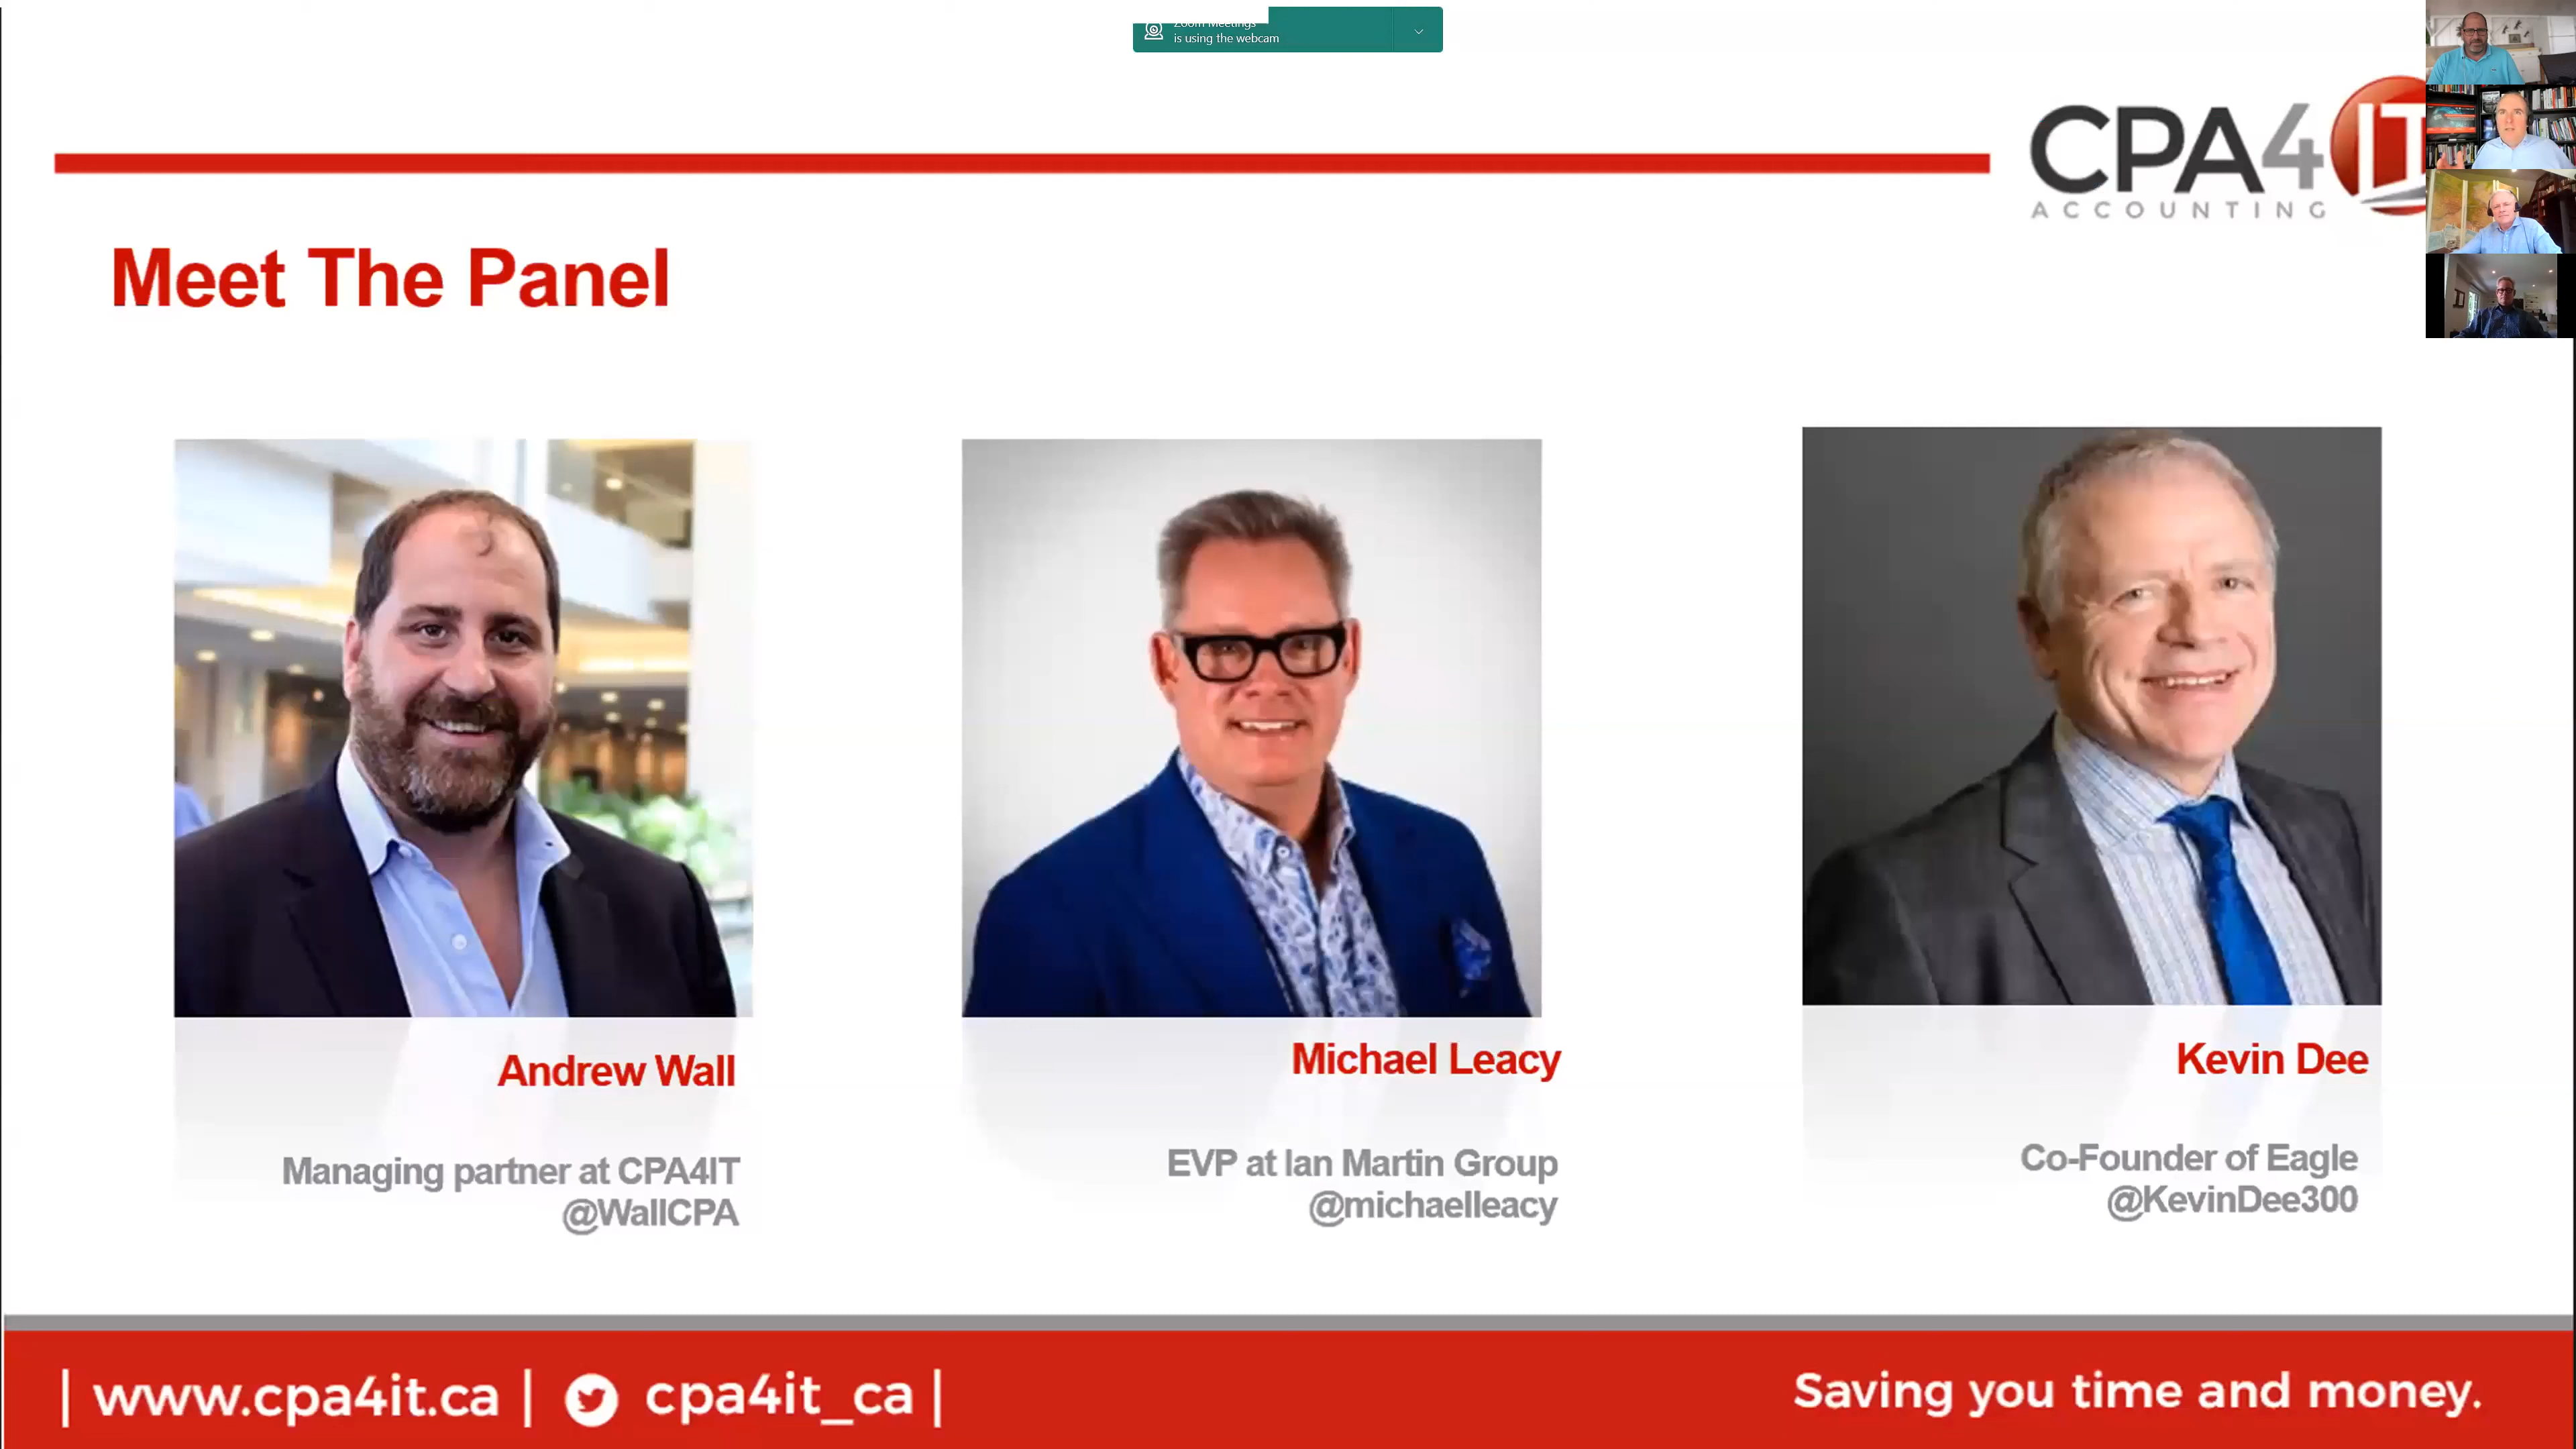 Zoom Meetings
is using the webcam
CPA4IT
ACCOUNTING
Meet The Panel
Andrew Wall
Managing partner at CPA4IT
@WallCPA
Michael Leacy
EVP at Ian Martin Group
@michaelleacy
Kevin Dee
Co-Founder of Eagle
@KevinDee300
| www.cpa4it.ca | cpa4it_ca |
Saving you time and money.